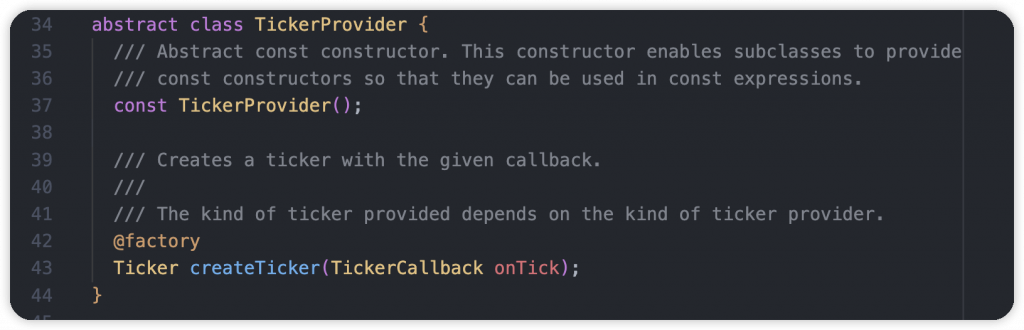 34 abstract class TickerProvider {
35 /// Abstract const constructor. This constructor enables subclasses to provide
36 /// const constructors so that they can be used in const expressions.
37 const TickerProvider();
38
39 /// Creates a ticker with the given callback.
40 ///
41 /// The kind of ticker provided depends on the kind of ticker provider.
42 @factory
43 Ticker createTicker(TickerCallback onTick);
44 }